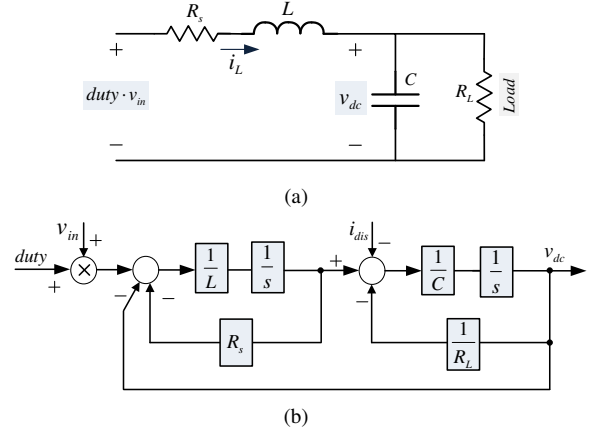 R_s
L
+
+
i_L
duty·v_in
v_dc
C
R_L
Load
−
−
(a)
v_in
+
i_dis
−
v_dc
duty
+
×
−
−
1/L
1/s
+
−
1/C
1/s
R_s
1/R_L
(b)